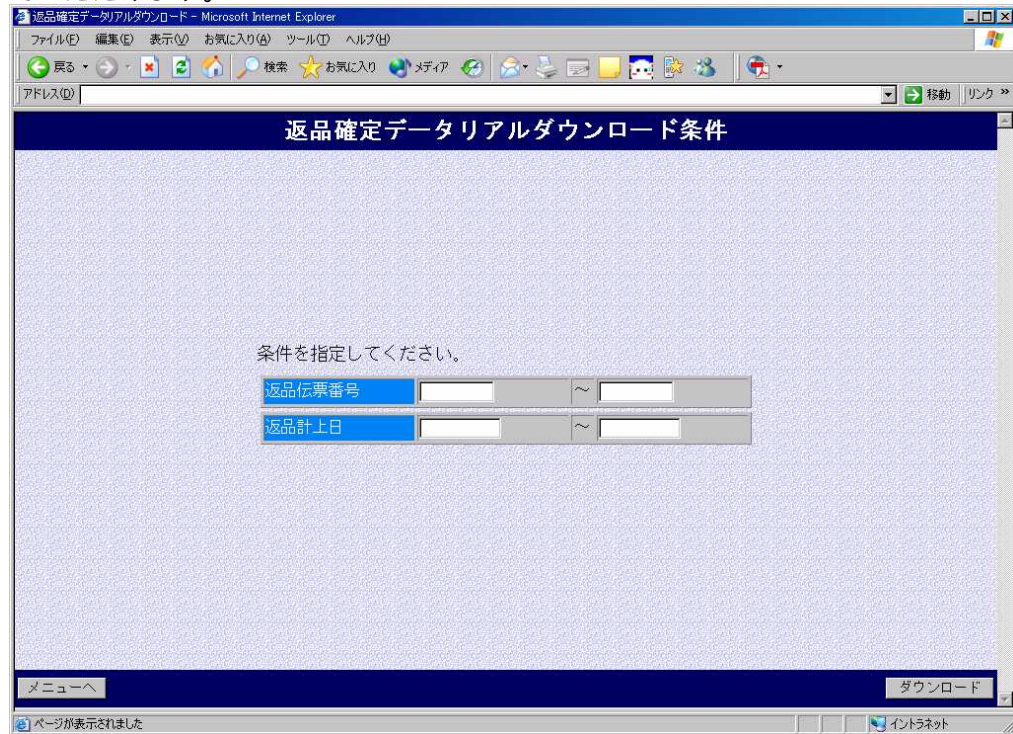 返品確定データリアルダウンロード - Microsoft Internet Explorer
ファイル(F) 編集(E) 表示(V) お気に入り(A) ツール(T) ヘルプ(H)
戻る 検索 お気に入り メディア
アドレス(D) 移動 リンク »
返品確定データリアルダウンロード条件
条件を指定してください。
返品伝票番号 ～
返品計上日 ～
メニューへ ダウンロード
ページが表示されました イントラネット